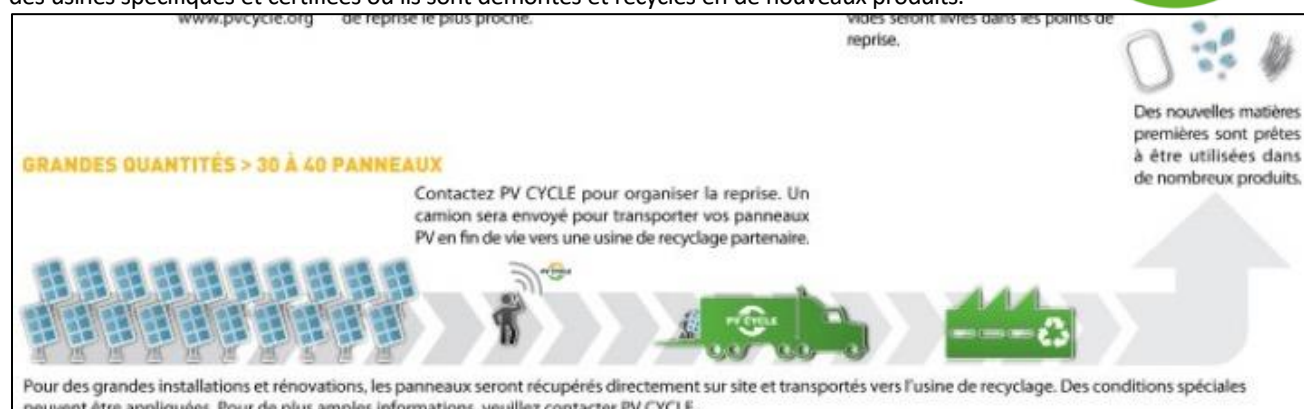 des usines spécifiques et certifiées où ils sont démontés et recyclés en de nouveaux produits.
www.pvcycle.org de reprise le plus proche.
vides seront livrés dans les points de
reprise.
Des nouvelles matières
premières sont prêtes
à être utilisées dans
de nombreux produits.
GRANDES QUANTITÉS > 30 À 40 PANNEAUX
Contactez PV CYCLE pour organiser la reprise. Un
camion sera envoyé pour transporter vos panneaux
PV en fin de vie vers une usine de recyclage partenaire.
PV CYCLE
PV CYCLE
Pour des grandes installations et rénovations, les panneaux seront récupérés directement sur site et transportés vers l'usine de recyclage. Des conditions spéciales
peuvent être appliquées. Pour de plus amples informations, veuillez contacter PV CYCLE.